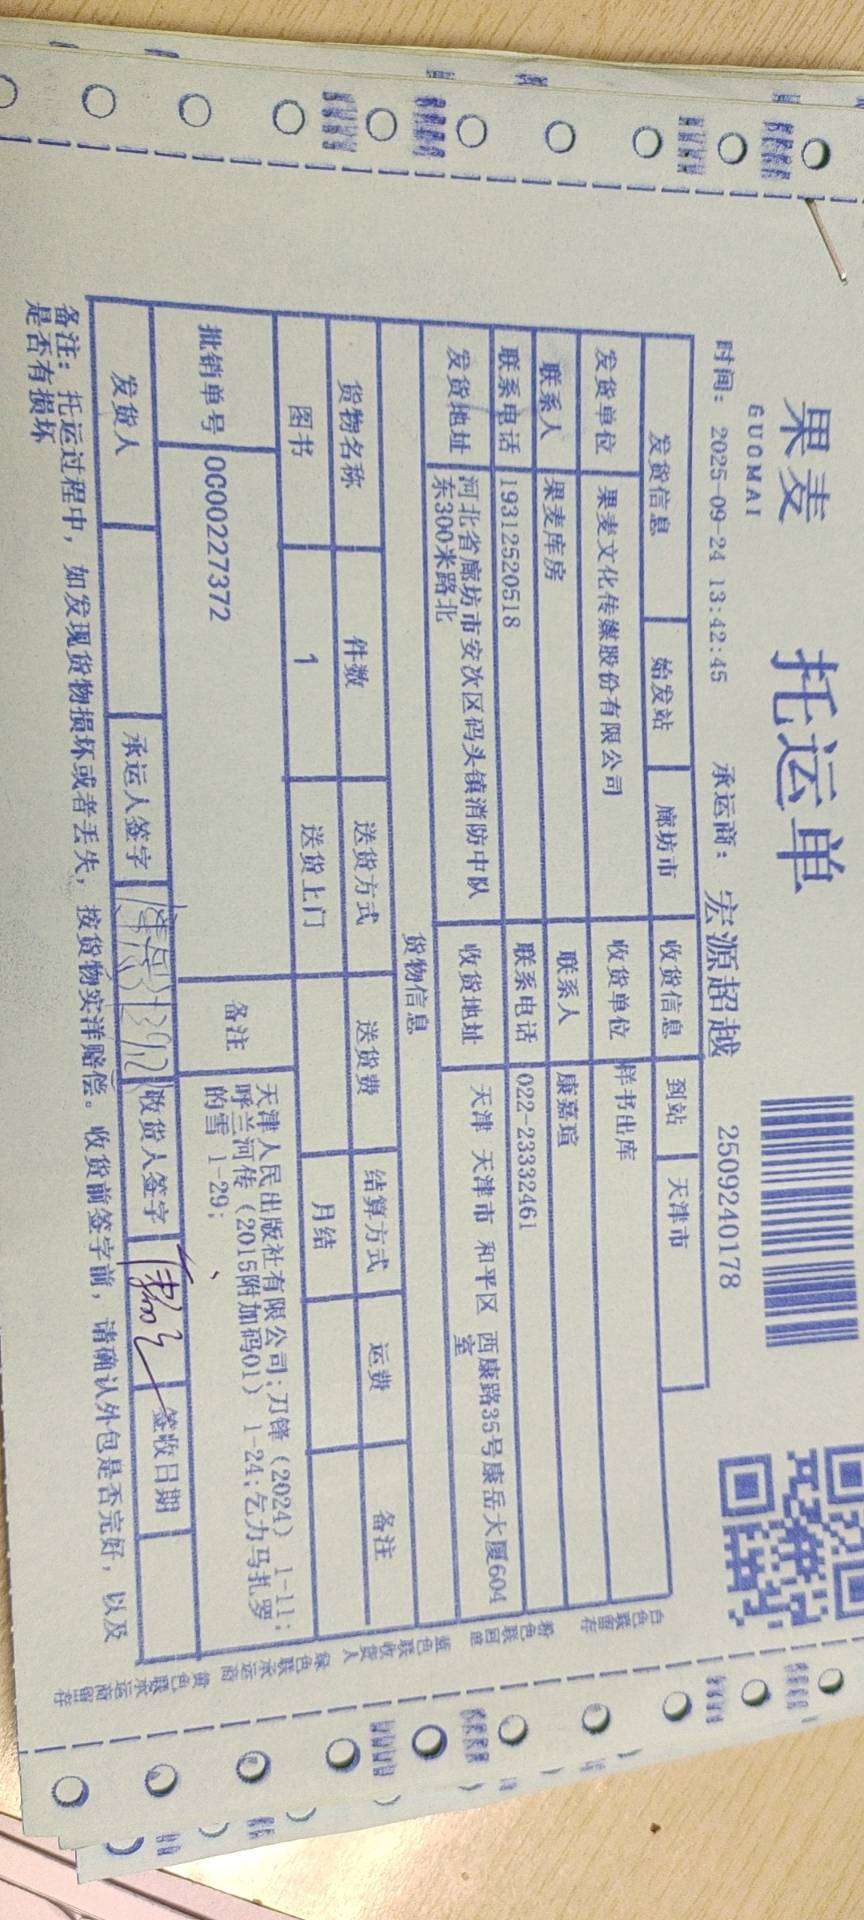 果麦
GUOMAI
托运单
时间: 2025-09-24 13:42:45 承运商: 宏源超越 2509240178
发货信息 始发站 廊坊市 收货信息 到站 天津市
发货单位 果麦文化传媒股份有限公司 收货单位 样书出库
联系人 果麦库房 联系人 康嘉瑄
联系电话 19312520518 联系电话 022-23332461
发货地址 河北省廊坊市安次区码头镇消防中队 收货地址 天津 天津市 和平区 西康路35号康岳大厦604
东300米路北 室
货物信息
货物名称 件数 送货方式 送货费 结算方式 运费 备注
图书 1 送货上门 月结
批销单号 0C00227372 备注 天津人民出版社有限公司:刀锋 (2024) 1-11;
呼兰河传 (2015附加码01) 1-24;乞力马扎罗
的雪 1-29;
发货人 承运人签字 收货人签字 签收日期
备注: 托运过程中, 如发现货物损坏或者丢失, 按货物实洋赔偿。收货前签字前, 请确认外包是否完好, 以及
是否有损坏
白色联留存
粉色联回单
蓝色联收货人
绿色联承运商
黄色联承运商留存